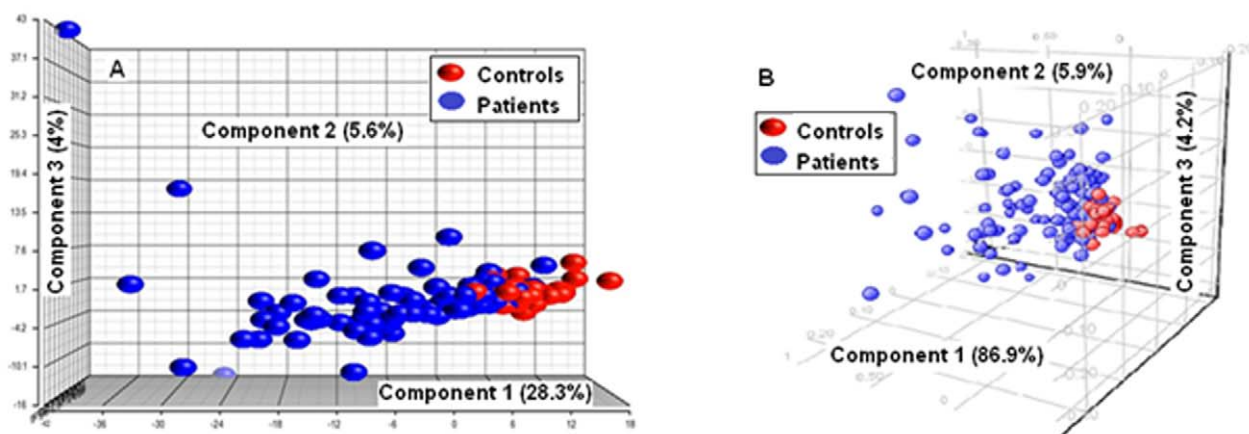 A
Controls
Patients
Component 2 (5.6%)
Component 3 (4%)
Component 1 (28.3%)
43
37.1
31.2
25.3
19.4
13.5
7.6
1.7
-4.2
-10.1
-16
-36
-30
-24
-18
-12
-6
0
6
12
18
B
Component 2 (5.9%)
Controls
Patients
Component 3 (4.2%)
Component 1 (86.9%)